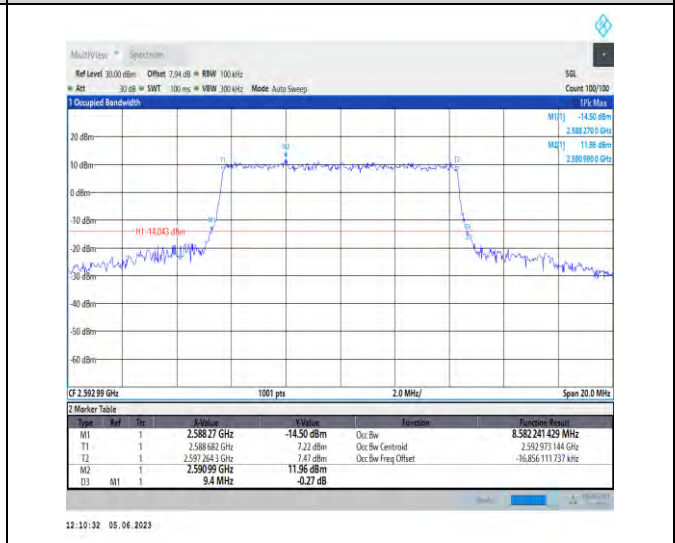 MultiView Spectrum
Ref Level 30.00 dBm Offset 7.94 dB RBW 100 kHz SGL
Att 30 dB SWT 100 ms VBW 300 kHz Mode Auto Sweep Count 100/100
1 Occupied Bandwidth 1Pk Max
M1[1] -14.50 dBm
2.588 270 0 GHz
20 dBm
M2[1] 11.96 dBm
2.590 990 0 GHz
M2
T1 T2
10 dBm
0 dBm
-10 dBm
M1
H1 -14.043 dBm
-20 dBm
-30 dBm
-40 dBm
-50 dBm
-60 dBm
CF 2.592 99 GHz 1001 pts 2.0 MHz/ Span 20.0 MHz
2 Marker Table
Type Ref Trc X-Value Y-Value Function Function Result
M1 1 2.588 27 GHz -14.50 dBm Occ Bw 8.582 241 429 MHz
T1 1 2.588 682 GHz 7.22 dBm Occ Bw Centroid 2.592 973 144 GHz
T2 1 2.597 264 3 GHz 7.47 dBm Occ Bw Freq Offset -16.856 111 737 kHz
M2 1 2.590 99 GHz 11.96 dBm
D3 M1 1 9.4 MHz -0.27 dB
12:10:32 05.06.2023